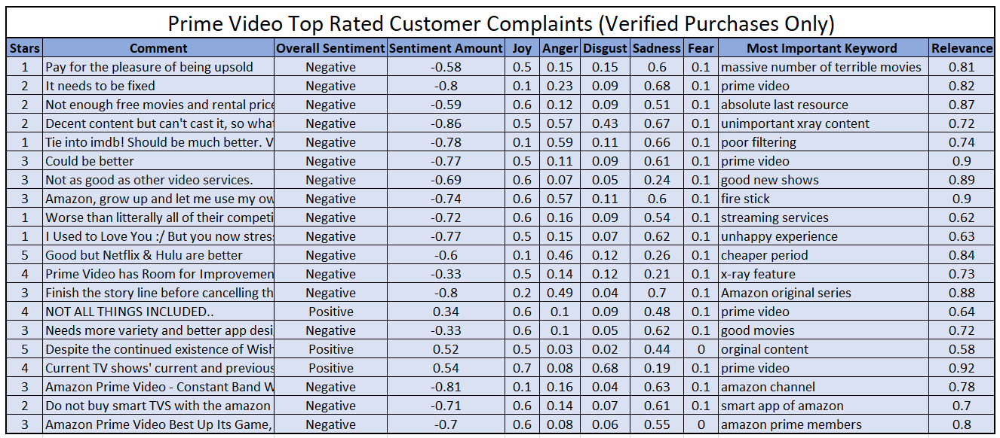 Prime Video Top Rated Customer Complaints (Verified Purchases Only)
Stars Comment Overall Sentiment Sentiment Amount Joy Anger Disgust Sadness Fear Most Important Keyword Relevance
1 Pay for the pleasure of being upsold Negative -0.58 0.5 0.15 0.15 0.6 0.1 massive number of terrible movies 0.81
2 It needs to be fixed Negative -0.8 0.1 0.23 0.09 0.68 0.1 prime video 0.82
2 Not enough free movies and rental price Negative -0.59 0.6 0.12 0.09 0.51 0.1 absolute last resource 0.87
2 Decent content but can't cast it, so what Negative -0.86 0.5 0.57 0.43 0.67 0.1 unimportant xray content 0.72
1 Tie into imdb! Should be much better. V Negative -0.78 0.1 0.59 0.11 0.66 0.1 poor filtering 0.74
3 Could be better Negative -0.77 0.5 0.11 0.09 0.61 0.1 prime video 0.9
3 Not as good as other video services. Negative -0.69 0.6 0.07 0.05 0.24 0.1 good new shows 0.89
3 Amazon, grow up and let me use my ow Negative -0.74 0.6 0.57 0.11 0.6 0.1 fire stick 0.9
1 Worse than litterally all of their competi Negative -0.72 0.6 0.16 0.09 0.54 0.1 streaming services 0.62
1 I Used to Love You :/ But you now stres Negative -0.77 0.5 0.15 0.07 0.62 0.1 unhappy experience 0.63
5 Good but Netflix & Hulu are better Negative -0.6 0.1 0.46 0.12 0.26 0.1 cheaper period 0.84
4 Prime Video has Room for Improvemen Negative -0.33 0.5 0.14 0.12 0.21 0.1 x-ray feature 0.73
3 Finish the story line before cancelling th Negative -0.8 0.2 0.49 0.04 0.7 0.1 Amazon original series 0.88
4 NOT ALL THINGS INCLUDED.. Positive 0.34 0.6 0.1 0.09 0.48 0.1 prime video 0.64
3 Needs more variety and better app desi Negative -0.33 0.6 0.1 0.05 0.62 0.1 good movies 0.72
5 Despite the continued existence of Wish Positive 0.52 0.5 0.03 0.02 0.44 0 orginal content 0.58
4 Current TV shows' current and previous Positive 0.54 0.7 0.08 0.68 0.19 0.1 prime video 0.92
3 Amazon Prime Video - Constant Band W Negative -0.81 0.1 0.16 0.04 0.63 0.1 amazon channel 0.78
2 Do not buy smart TVS with the amazon Negative -0.71 0.6 0.14 0.07 0.61 0.1 smart app of amazon 0.7
3 Amazon Prime Video Best Up Its Game, Negative -0.7 0.6 0.08 0.06 0.55 0 amazon prime members 0.8